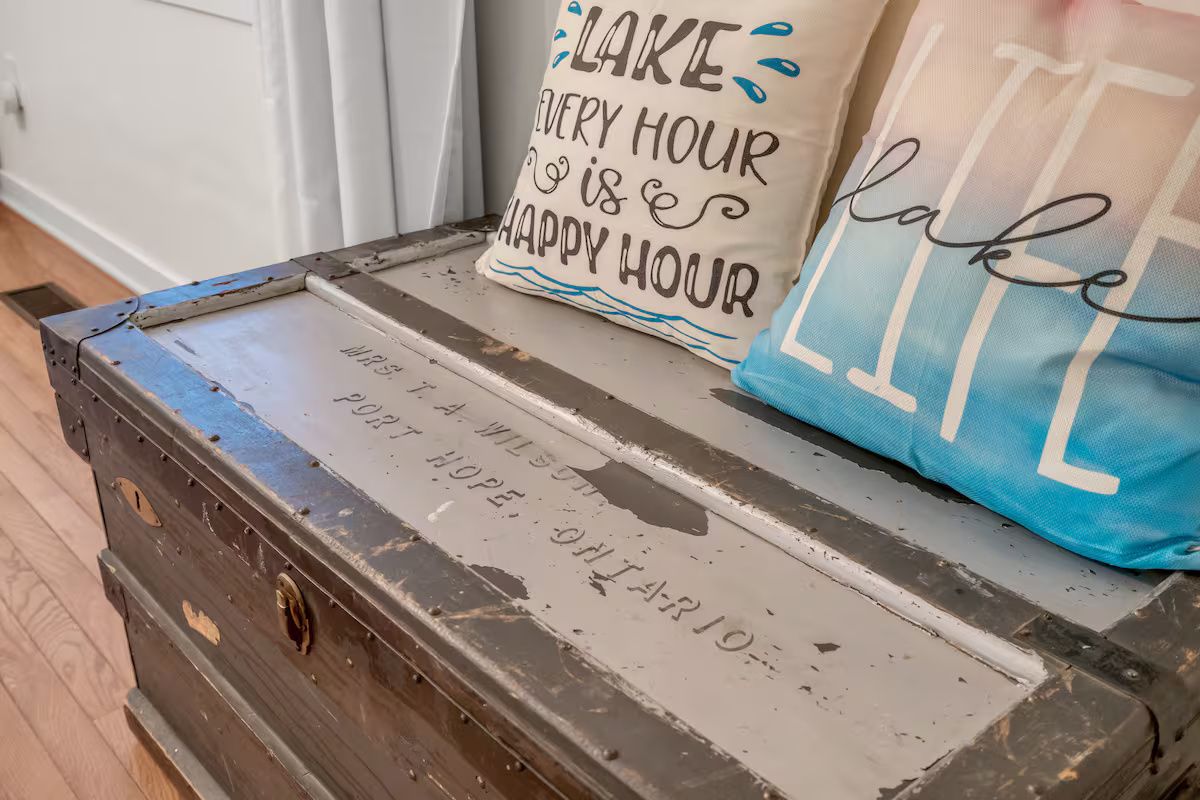 LAKE
EVERY HOUR
is
HAPPY HOUR
LIFE
lake
MRS. T. A. WILSON
PORT HOPE, ONTARIO.